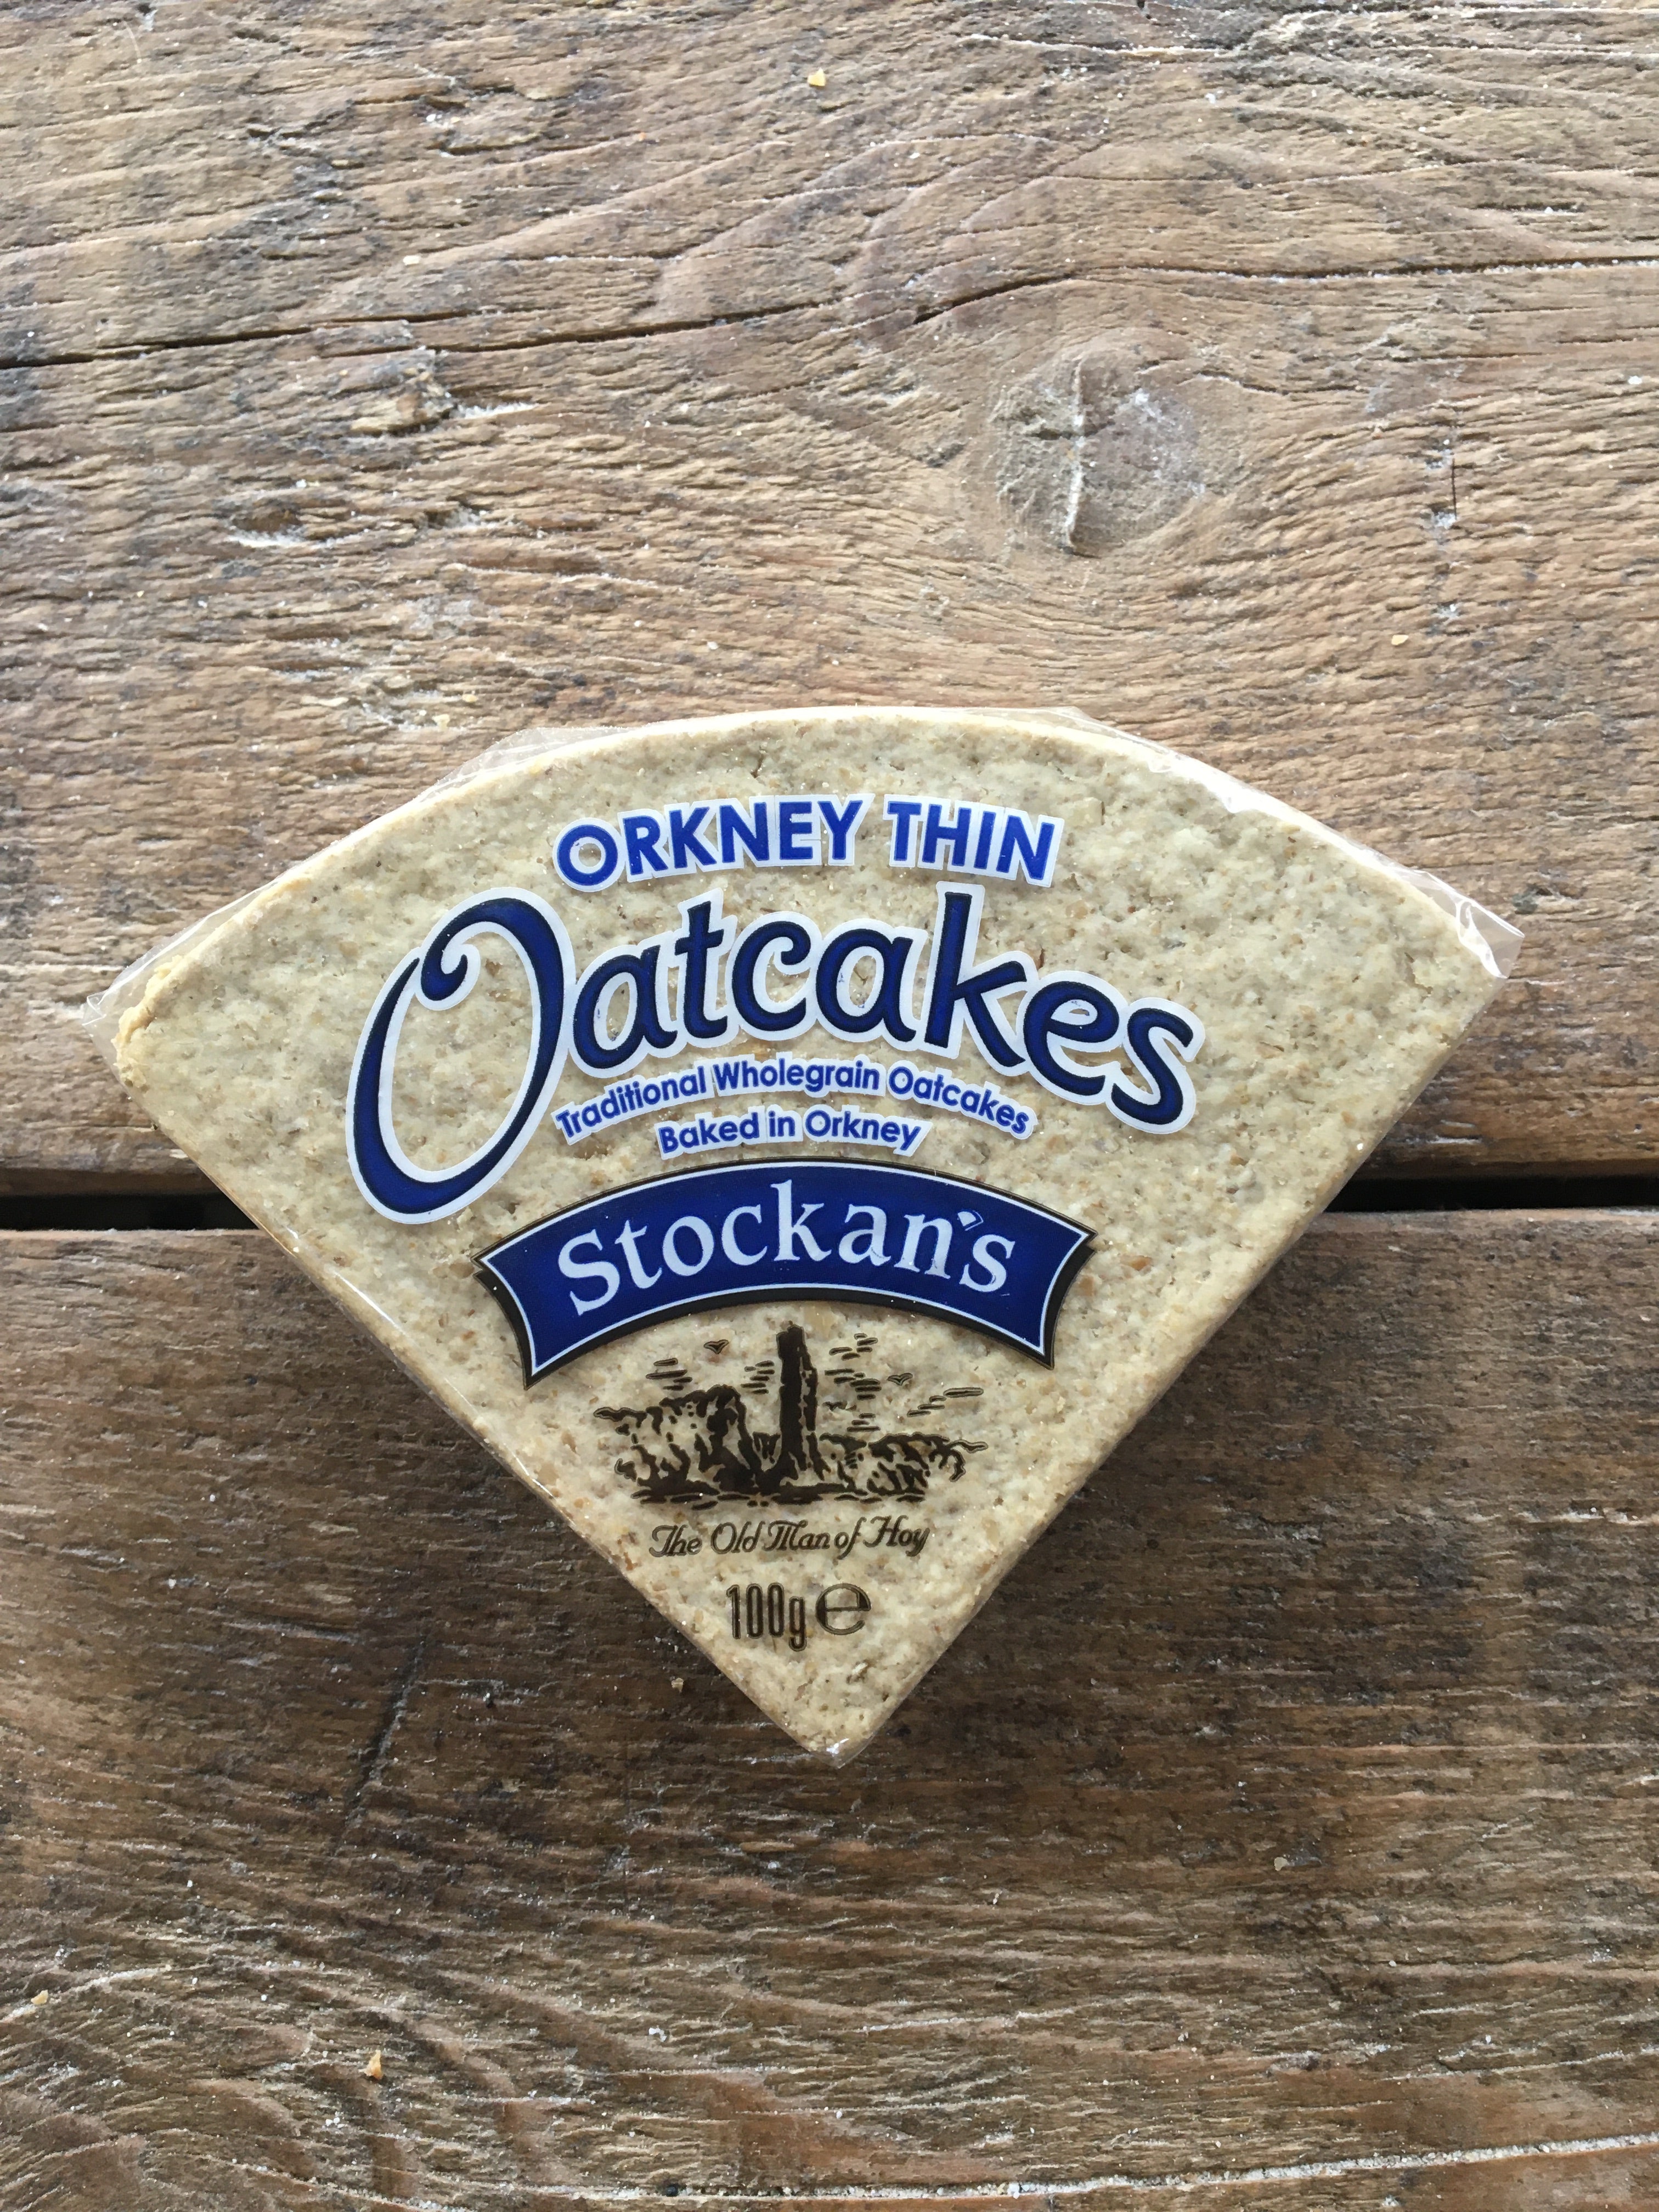 ORKNEY THIN
Oatcakes
Traditional Wholegrain Oatcakes
Baked in Orkney
Stockan's
The Old Man of Hoy
100g ℮